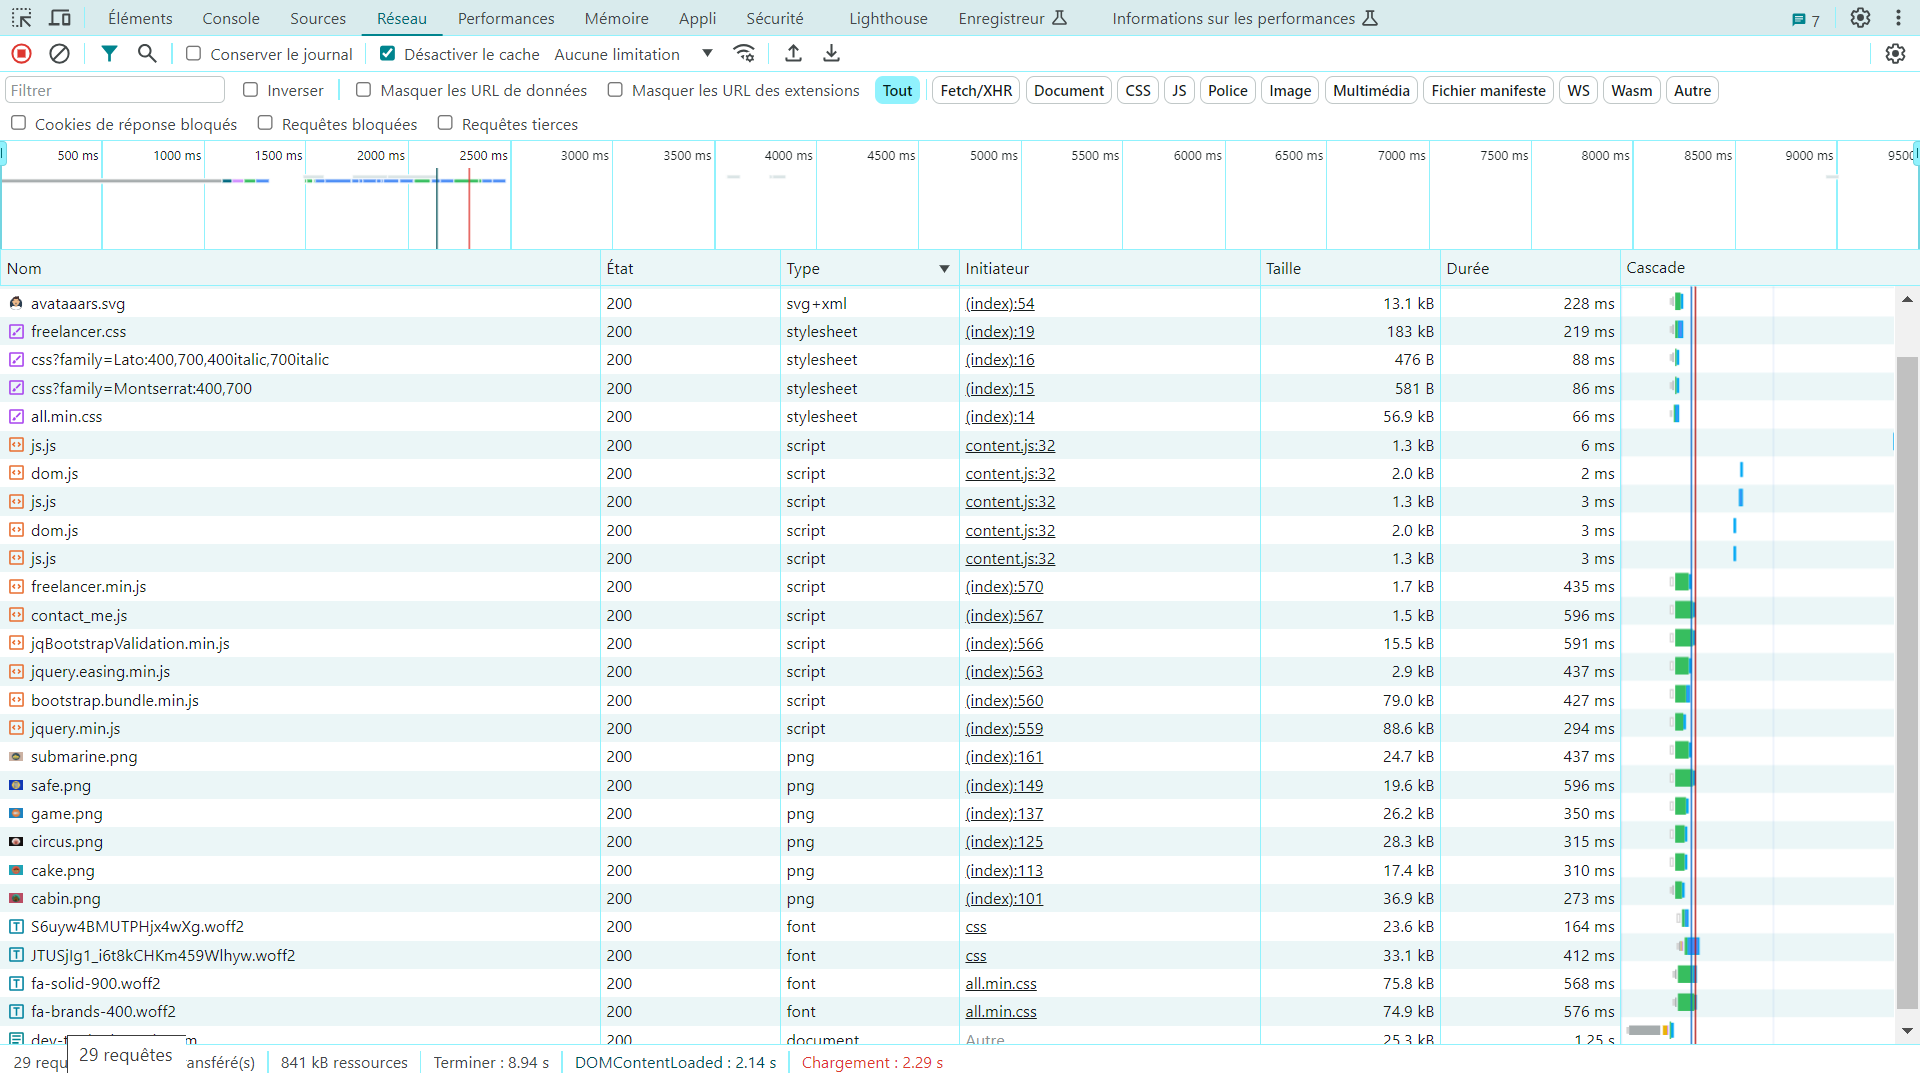 Éléments Console Sources Réseau Performances Mémoire Appli Sécurité Lighthouse Enregistreur Informations sur les performances 7
Conserver le journal Désactiver le cache Aucune limitation
Filtrer Inverser Masquer les URL de données Masquer les URL des extensions Tout Fetch/XHR Document CSS JS Police Image Multimédia Fichier manifeste WS Wasm Autre
Cookies de réponse bloqués Requêtes bloquées Requêtes tierces
500 ms 1000 ms 1500 ms 2000 ms 2500 ms 3000 ms 3500 ms 4000 ms 4500 ms 5000 ms 5500 ms 6000 ms 6500 ms 7000 ms 7500 ms 8000 ms 8500 ms 9000 ms 9500
Nom État Type Initiateur Taille Durée Cascade
avataaars.svg 200 svg+xml (index):54 13.1 kB 228 ms
freelancer.css 200 stylesheet (index):19 183 kB 219 ms
css?family=Lato:400,700,400italic,700italic 200 stylesheet (index):16 476 B 88 ms
css?family=Montserrat:400,700 200 stylesheet (index):15 581 B 86 ms
all.min.css 200 stylesheet (index):14 56.9 kB 66 ms
js.js 200 script content.js:32 1.3 kB 6 ms
dom.js 200 script content.js:32 2.0 kB 2 ms
js.js 200 script content.js:32 1.3 kB 3 ms
dom.js 200 script content.js:32 2.0 kB 3 ms
js.js 200 script content.js:32 1.3 kB 3 ms
freelancer.min.js 200 script (index):570 1.7 kB 435 ms
contact_me.js 200 script (index):567 1.5 kB 596 ms
jqBootstrapValidation.min.js 200 script (index):566 15.5 kB 591 ms
jquery.easing.min.js 200 script (index):563 2.9 kB 437 ms
bootstrap.bundle.min.js 200 script (index):560 79.0 kB 427 ms
jquery.min.js 200 script (index):559 88.6 kB 294 ms
submarine.png 200 png (index):161 24.7 kB 437 ms
safe.png 200 png (index):149 19.6 kB 596 ms
game.png 200 png (index):137 26.2 kB 350 ms
circus.png 200 png (index):125 28.3 kB 315 ms
cake.png 200 png (index):113 17.4 kB 310 ms
cabin.png 200 png (index):101 36.9 kB 273 ms
S6uyw4BMUTPHjx4wXg.woff2 200 font css 23.6 kB 164 ms
JTUSjIg1_i6t8kCHKm459Wlhyw.woff2 200 font css 33.1 kB 412 ms
fa-solid-900.woff2 200 font all.min.css 75.8 kB 568 ms
fa-brands-400.woff2 200 font all.min.css 74.9 kB 576 ms
200 document Autre 25.3 kB 1.25 s
29 requ 29 requêtes ansféré(s) 841 kB ressources Terminer : 8.94 s DOMContentLoaded : 2.14 s Chargement : 2.29 s